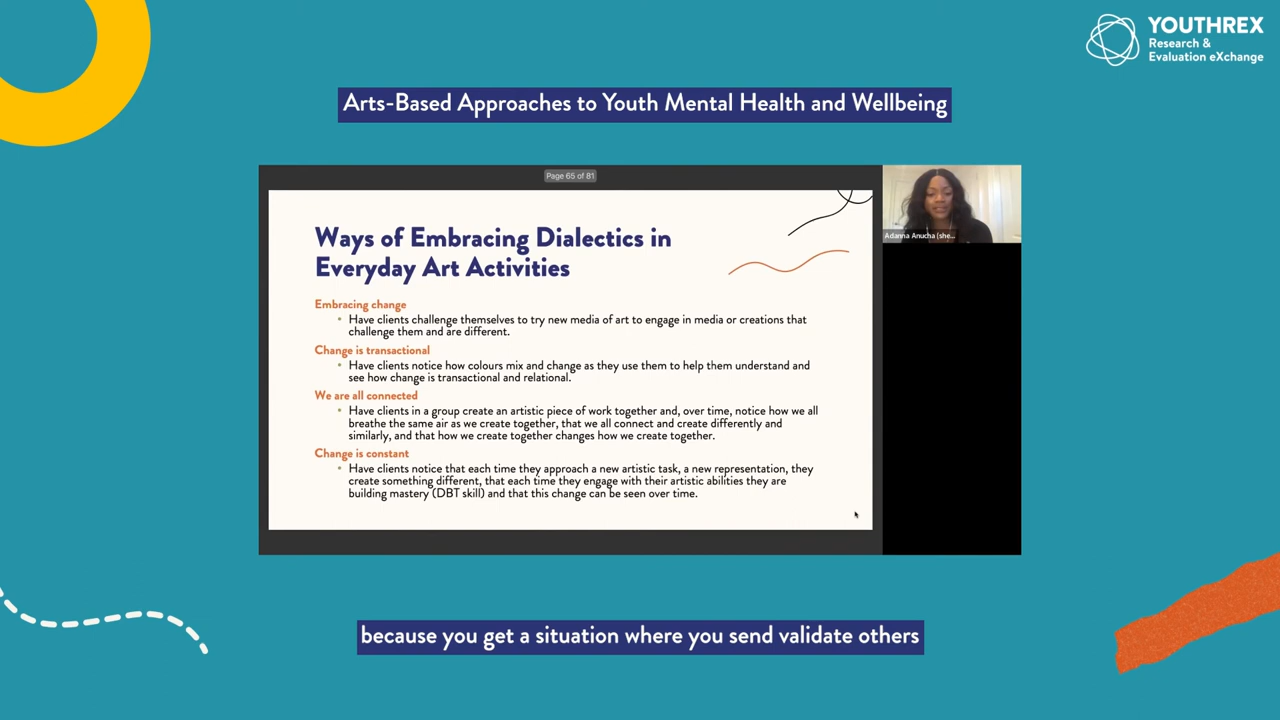 YOUTHREX
Research &
Evaluation eXchange
Arts-Based Approaches to Youth Mental Health and Wellbeing
Page 65 of 81
Ways of Embracing Dialectics in
Everyday Art Activities
Embracing change
• Have clients challenge themselves to try new media of art to engage in media or creations that
challenge them and are different.
Change is transactional
• Have clients notice how colours mix and change as they use them to help them understand and
see how change is transactional and relational.
We are all connected
• Have clients in a group create an artistic piece of work together and, over time, notice how we all
breathe the same air as we create together, that we all connect and create differently and
similarly, and that how we create together changes how we create together.
Change is constant
• Have clients notice that each time they approach a new artistic task, a new representation, they
create something different, that each time they engage with their artistic abilities they are
building mastery (DBT skill) and that this change can be seen over time.
Adanna Anucha (she...
because you get a situation where you send validate others